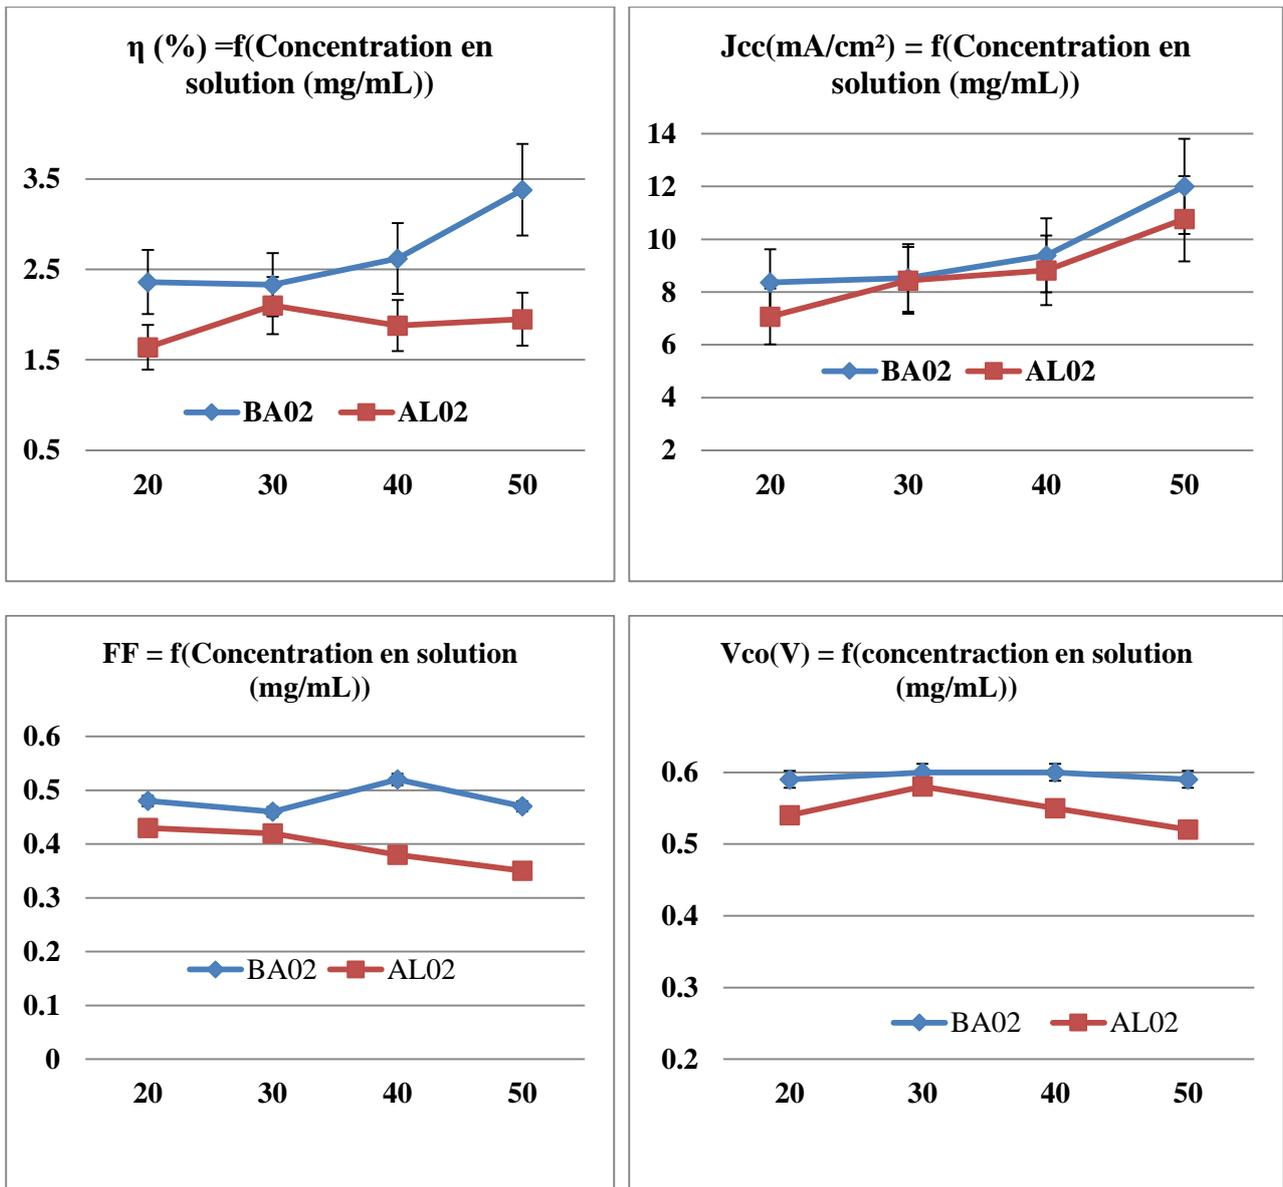 η (%) =f(Concentration en
solution (mg/mL))
3.5
2.5
1.5
0.5
BA02 AL02
20 30 40 50
Jcc(mA/cm²) = f(Concentration en
solution (mg/mL))
14
12
10
8
6
4
2
BA02 AL02
20 30 40 50
FF = f(Concentration en solution
(mg/mL))
0.6
0.5
0.4
0.3
0.2
0.1
0
BA02 AL02
20 30 40 50
Vco(V) = f(concentraction en solution
(mg/mL))
0.6
0.5
0.4
0.3
0.2
BA02 AL02
20 30 40 50